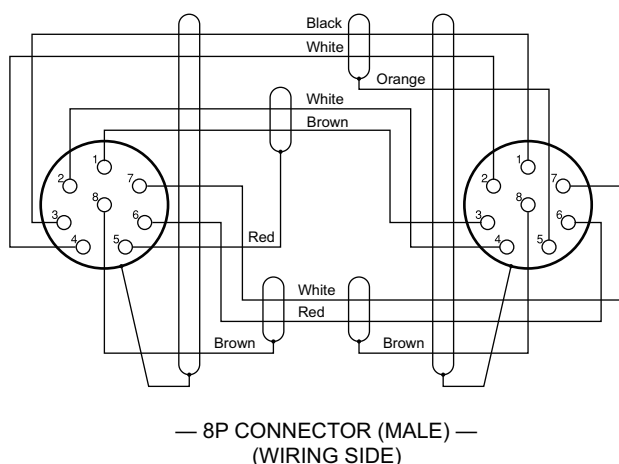 Black
White
Orange
White
Brown
1
2
7
8
3
6
4
5
1
2
7
8
3
6
4
5
Red
White
Red
Brown
Brown
— 8P CONNECTOR (MALE) —
(WIRING SIDE)